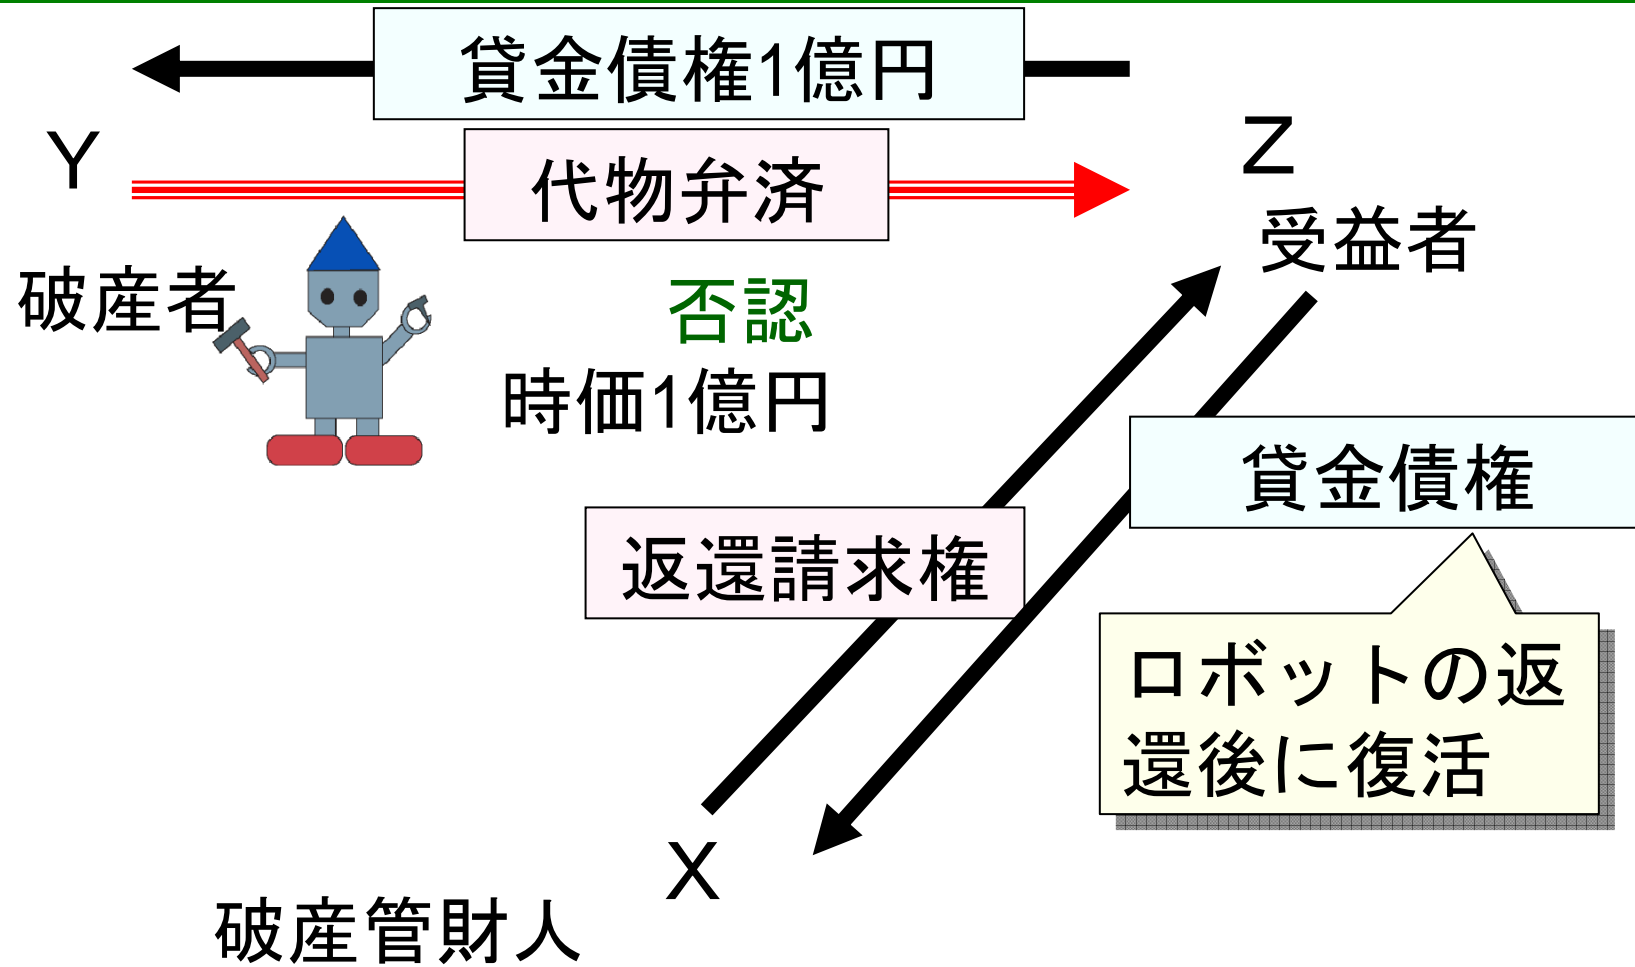 貸金債権1億円
Y
代物弁済
Z
受益者
破産者
否認
時価1億円
貸金債権
返還請求権
ロボットの返
還後に復活
X
破産管財人